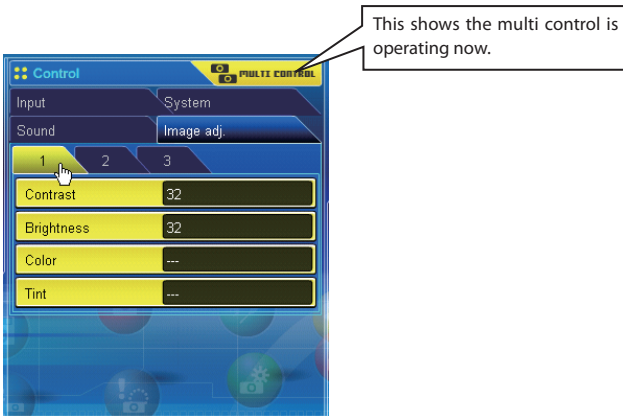 This shows the multi control is
operating now.
Control
MULTI CONTROL
Input
System
Sound
Image adj.
1
2
3
Contrast
32
Brightness
32
Color
---
Tint
---